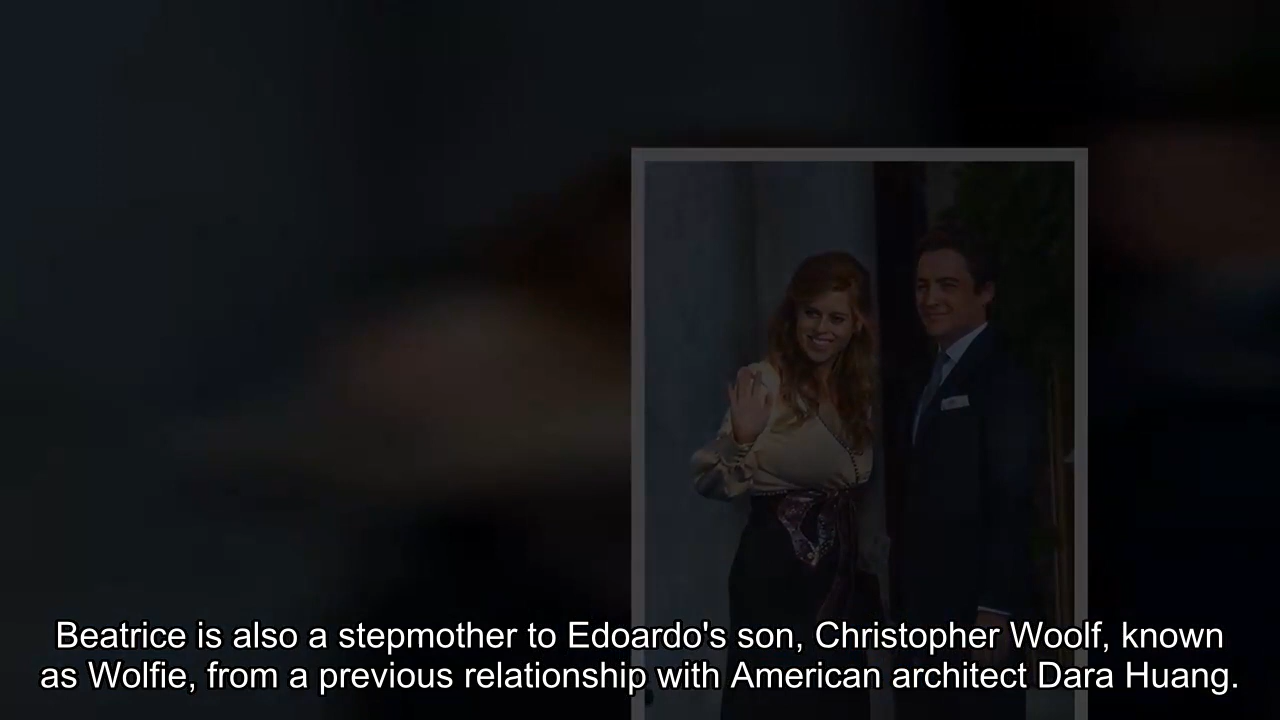 Beatrice is also a stepmother to Edoardo's son, Christopher Woolf, known
as Wolfie, from a previous relationship with American architect Dara Huang.